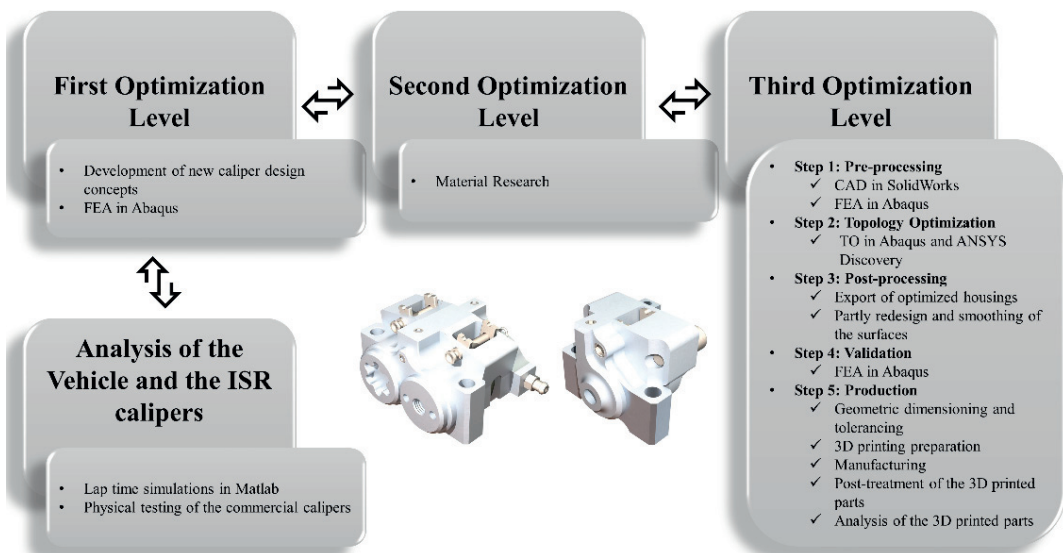 First Optimization
Level
• Development of new caliper design
concepts
• FEA in Abaqus
Second Optimization
Level
• Material Research
Third Optimization
Level
• Step 1: Pre-processing
✓ CAD in SolidWorks
✓ FEA in Abaqus
• Step 2: Topology Optimization
✓ TO in Abaqus and ANSYS
Discovery
• Step 3: Post-processing
✓ Export of optimized housings
✓ Partly redesign and smoothing of
the surfaces
• Step 4: Validation
✓ FEA in Abaqus
• Step 5: Production
✓ Geometric dimensioning and
tolerancing
✓ 3D printing preparation
✓ Manufacturing
✓ Post-treatment of the 3D printed
parts
✓ Analysis of the 3D printed parts
Analysis of the
Vehicle and the ISR
calipers
• Lap time simulations in Matlab
• Physical testing of the commercial calipers